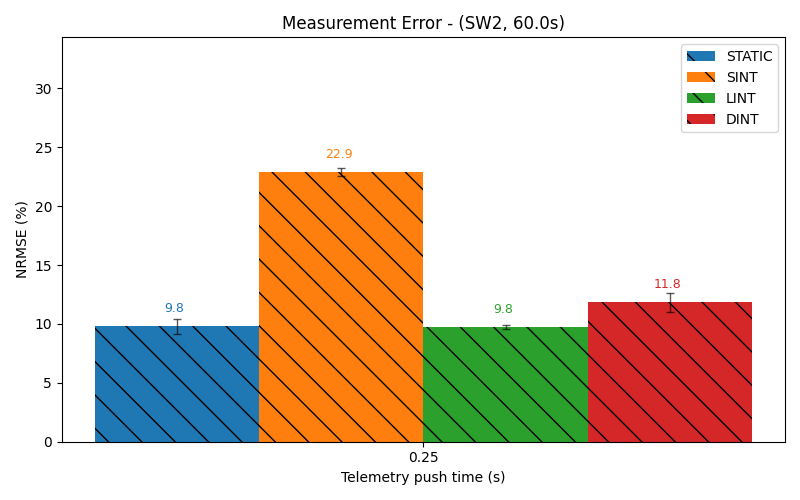 Measurement Error - (SW2, 60.0s)
STATIC
SINT
LINT
DINT
NRMSE (%)
30
25
20
15
10
5
0
9.8
22.9
9.8
11.8
0.25
Telemetry push time (s)